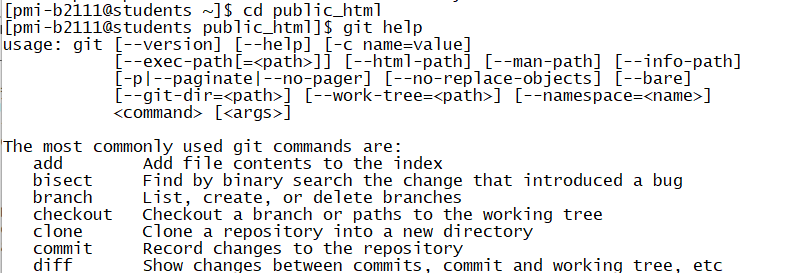 [pmi-b2111@students ~]$ cd public_html
[pmi-b2111@students public_html]$ git help
usage: git [--version] [--help] [-c name=value]
           [--exec-path[=<path>]] [--html-path] [--man-path] [--info-path]
           [-p|--paginate|--no-pager] [--no-replace-objects] [--bare]
           [--git-dir=<path>] [--work-tree=<path>] [--namespace=<name>]
           <command> [<args>]

The most commonly used git commands are:
   add        Add file contents to the index
   bisect     Find by binary search the change that introduced a bug
   branch     List, create, or delete branches
   checkout   Checkout a branch or paths to the working tree
   clone      Clone a repository into a new directory
   commit     Record changes to the repository
   diff       Show changes between commits, commit and working tree, etc